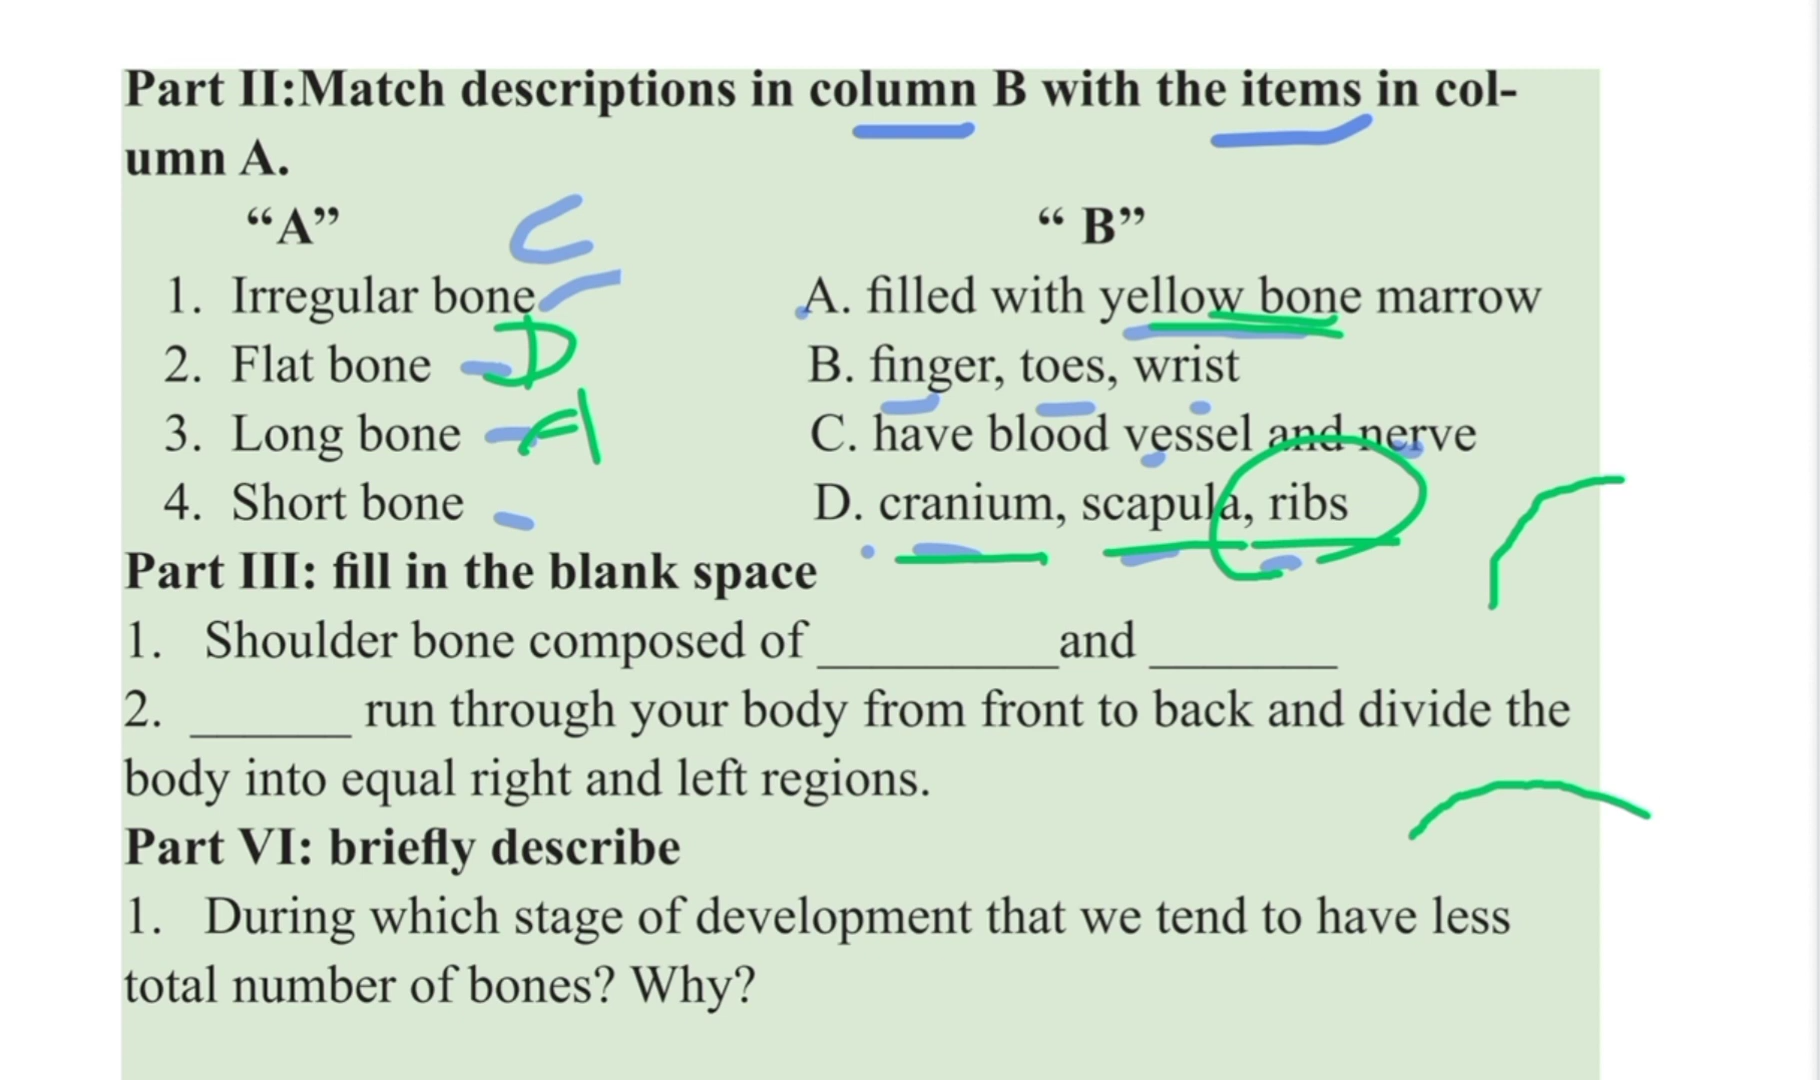 Part II:Match descriptions in column B with the items in col-
umn A.
“A” “ B”
C
1. Irregular bone A. filled with yellow bone marrow
2. Flat bone D B. finger, toes, wrist
3. Long bone A C. have blood vessel and nerve
4. Short bone D. cranium, scapula, ribs
Part III: fill in the blank space
1. Shoulder bone composed of _________and _______
2. ______ run through your body from front to back and divide the
body into equal right and left regions.
Part VI: briefly describe
1. During which stage of development that we tend to have less
total number of bones? Why?